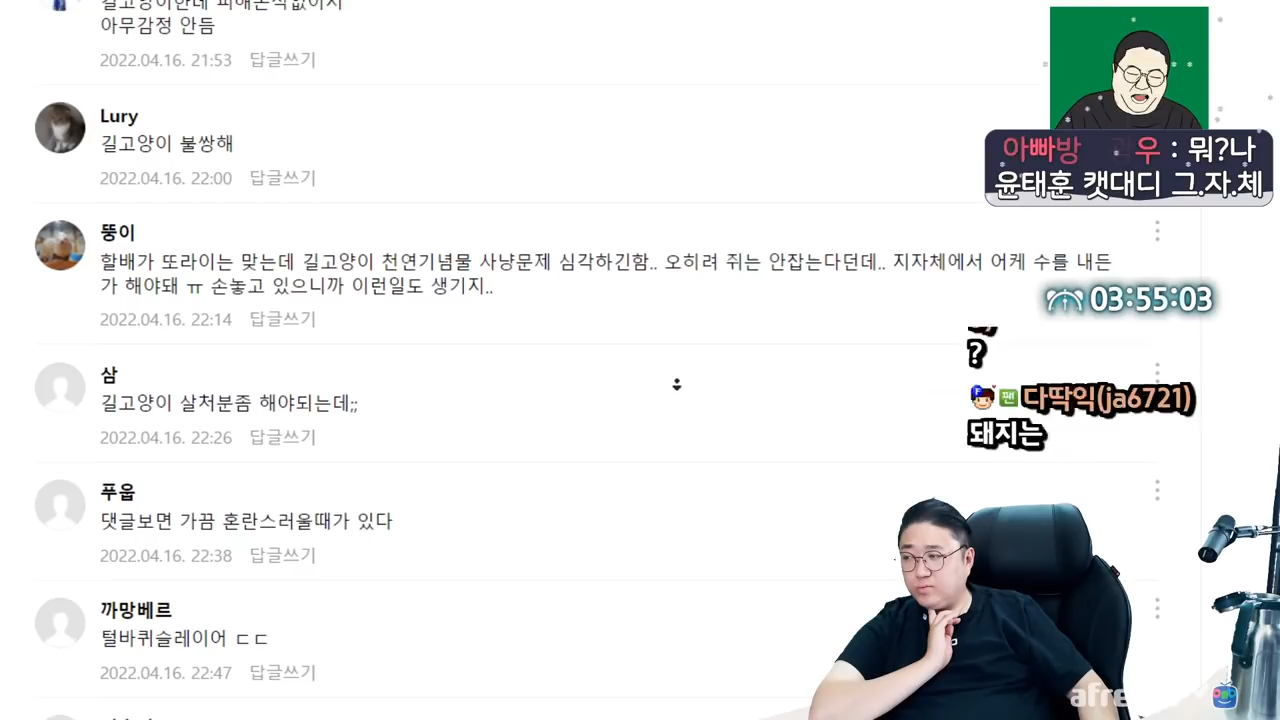 아무감정 안듬
2022.04.16. 21:53 답글쓰기
Lury
길고양이 불쌍해
2022.04.16. 22:00 답글쓰기
뚱이
할배가 또라이는 맞는데 길고양이 천연기념물 사냥문제 심각하긴함.. 오히려 쥐는 안잡는다던데.. 지자체에서 어케 수를 내든
가 해야돼 ㅠ 손놓고 있으니까 이런일도 생기지..
2022.04.16. 22:14 답글쓰기
삼
길고양이 살처분좀 해야되는데;;
2022.04.16. 22:26 답글쓰기
푸웁
댓글보면 가끔 혼란스러울때가 있다
2022.04.16. 22:38 답글쓰기
까망베르
털바퀴슬레이어 ㄷㄷ
2022.04.16. 22:47 답글쓰기
아빠방 우 : 뭐?나
윤태훈 캣대디 그.자.체
03:55:03
?
F 팬 다딱익(ja6721)
돼지는